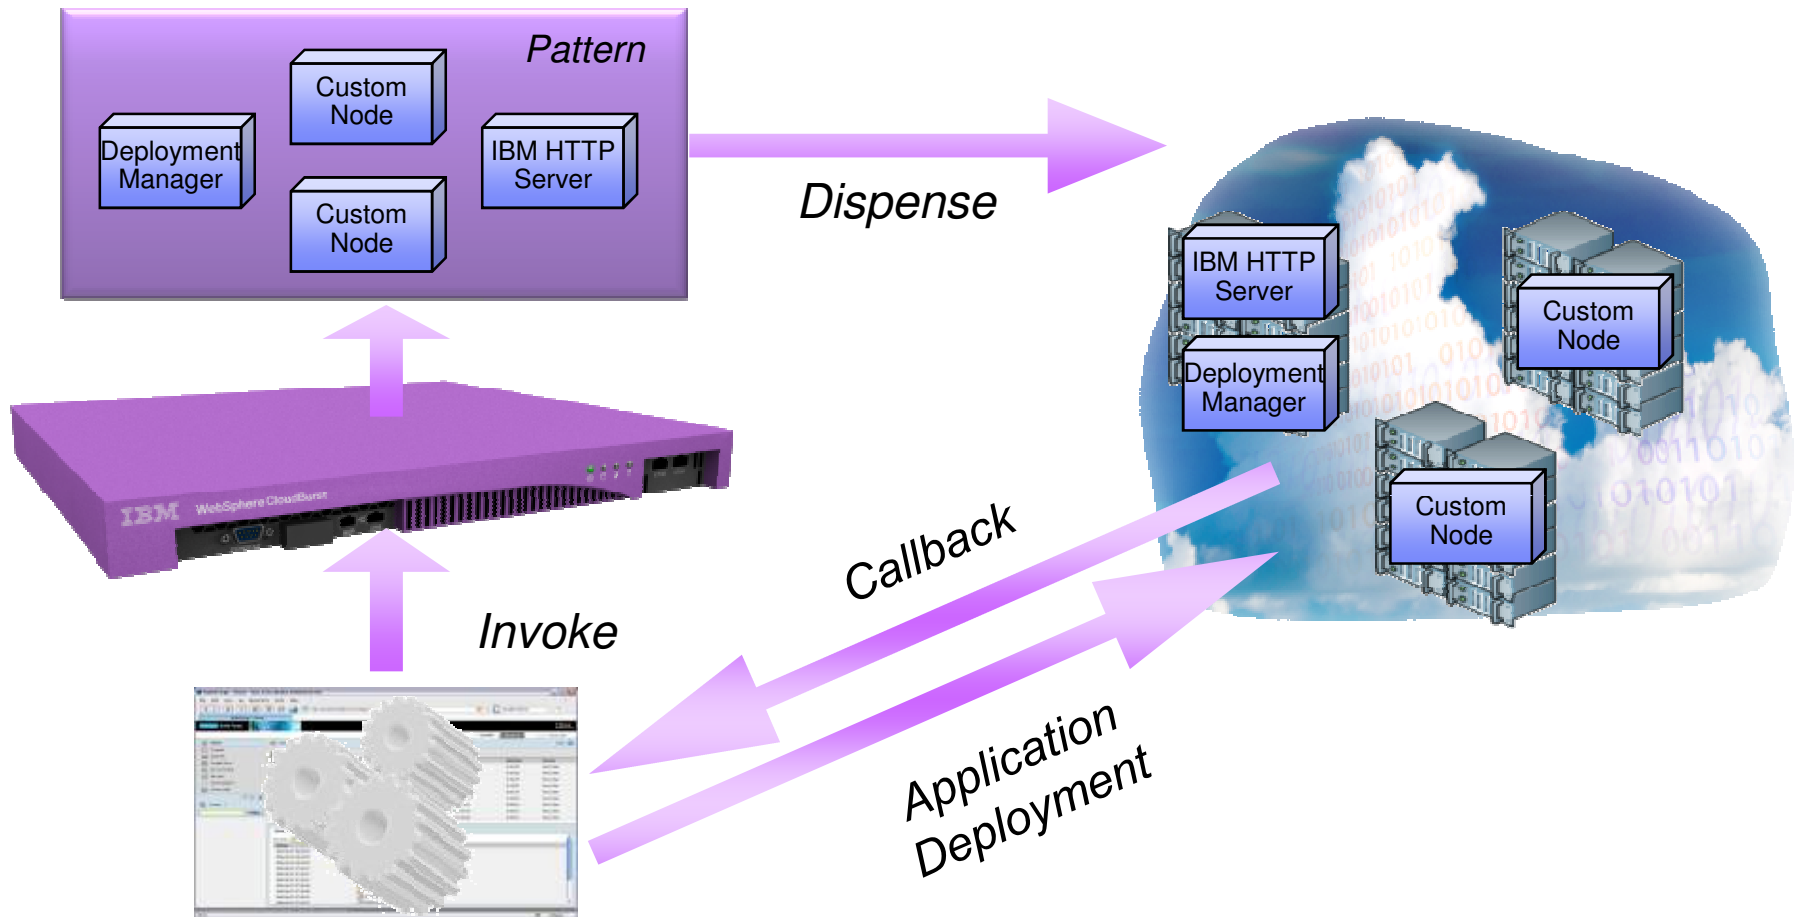 Pattern
Custom
Node
Deployment
Manager
IBM HTTP
Server
Custom
Node
Dispense
IBM HTTP
Server
Deployment
Manager
Custom
Node
Custom
Node
IBM WebSphere CloudBurst
Invoke
Callback
Application
Deployment